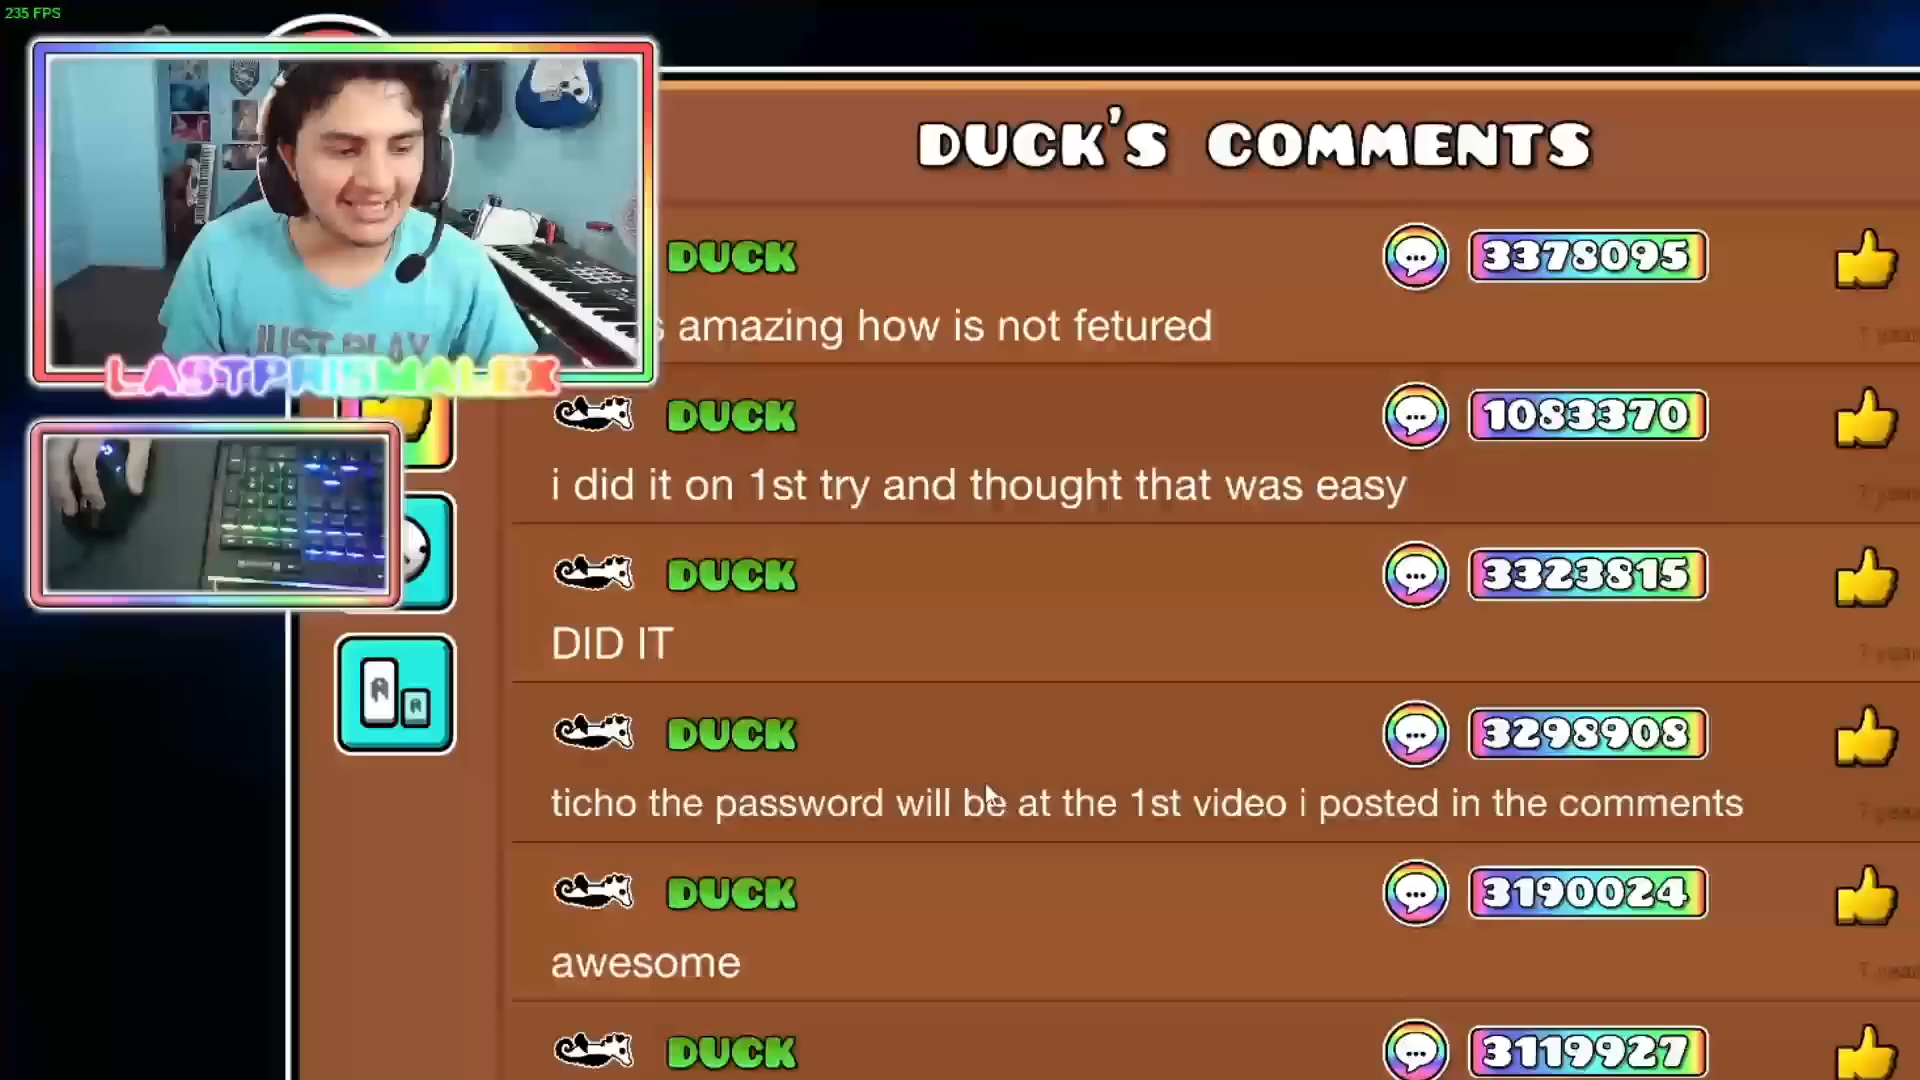 235 FPS
DUCK'S COMMENTS
DUCK 3378095
amazing how is not fetured
JUST PLAY
LASTPRISMALEX
DUCK 1083370
i did it on 1st try and thought that was easy
DUCK 3323815
DID IT
DUCK 3298908
ticho the password will be at the 1st video i posted in the comments
DUCK 3190024
awesome
DUCK 3119927